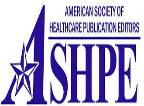 AMERICAN SOCIETY OF
HEALTHCARE PUBLICATION EDITORS
ASHPE